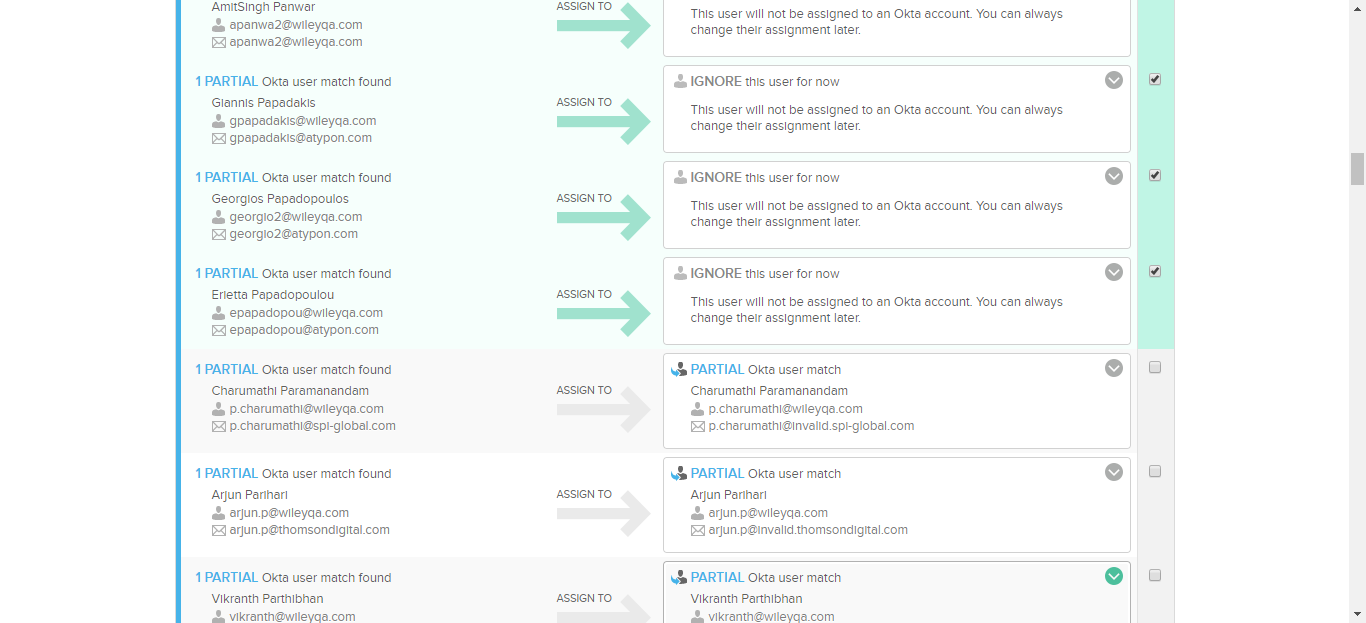 AmitSingh Panwar
apanwa2@wileyqa.com
apanwa2@wileyqa.com
ASSIGN TO
This user will not be assigned to an Okta account. You can always
change their assignment later.
1 PARTIAL Okta user match found
Giannis Papadakis
gpapadakis@wileyqa.com
gpapadakis@atypon.com
ASSIGN TO
IGNORE this user for now
This user will not be assigned to an Okta account. You can always
change their assignment later.
1 PARTIAL Okta user match found
Georgios Papadopoulos
georgio2@wileyqa.com
georgio2@atypon.com
ASSIGN TO
IGNORE this user for now
This user will not be assigned to an Okta account. You can always
change their assignment later.
1 PARTIAL Okta user match found
Erietta Papadopoulou
epapadopou@wileyqa.com
epapadopou@atypon.com
ASSIGN TO
IGNORE this user for now
This user will not be assigned to an Okta account. You can always
change their assignment later.
1 PARTIAL Okta user match found
Charumathi Paramanandam
p.charumathi@wileyqa.com
p.charumathi@spi-global.com
ASSIGN TO
PARTIAL Okta user match
Charumathi Paramanandam
p.charumathi@wileyqa.com
p.charumathi@invalid.spi-global.com
1 PARTIAL Okta user match found
Arjun Parihari
arjun.p@wileyqa.com
arjun.p@thomsondigital.com
ASSIGN TO
PARTIAL Okta user match
Arjun Parihari
arjun.p@wileyqa.com
arjun.p@invalid.thomsondigital.com
1 PARTIAL Okta user match found
Vikranth Parthibhan
vikranth@wileyqa.com
ASSIGN TO
PARTIAL Okta user match
Vikranth Parthibhan
vikranth@wileyqa.com